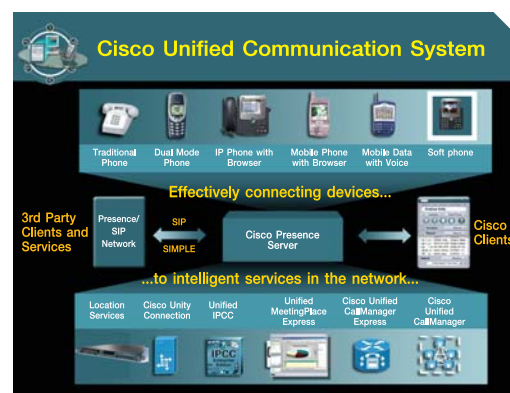 Cisco Unified Communication System
Traditional
Phone
Dual Mode
Phone
IP Phone with
Browser
Mobile Phone
with Browser
Mobile Data
with Voice
Soft phone
Effectively connecting devices...
3rd Party
Clients and
Services
Presence/
SIP
Network
SIP
SIMPLE
Cisco Presence
Server
Cisco
Clients
...to intelligent services in the network...
Location
Services
Cisco Unity
Connection
Unified
IPCC
Unified
MeetingPlace
Express
Cisco Unified
CallManager
Express
Cisco
Unified
CallManager
IPCC